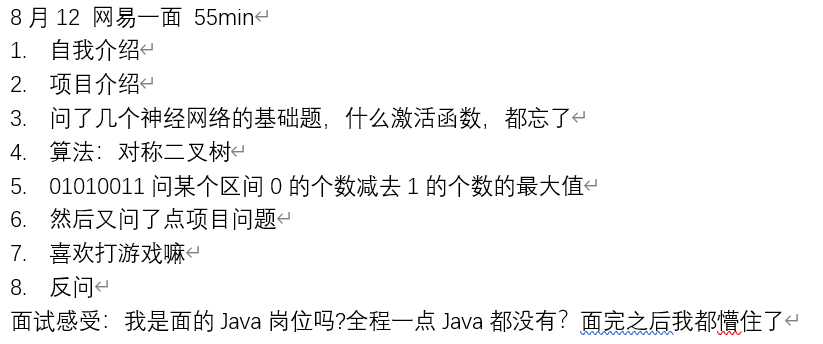 8 月 12 网易一面 55min
1. 自我介绍
2. 项目介绍
3. 问了几个神经网络的基础题，什么激活函数，都忘了
4. 算法：对称二叉树
5. 01010011 问某个区间 0 的个数减去 1 的个数的最大值
6. 然后又问了点项目问题
7. 喜欢打游戏嘛
8. 反问
面试感受：我是面的 Java 岗位吗?全程一点 Java 都没有？面完之后我都懵住了